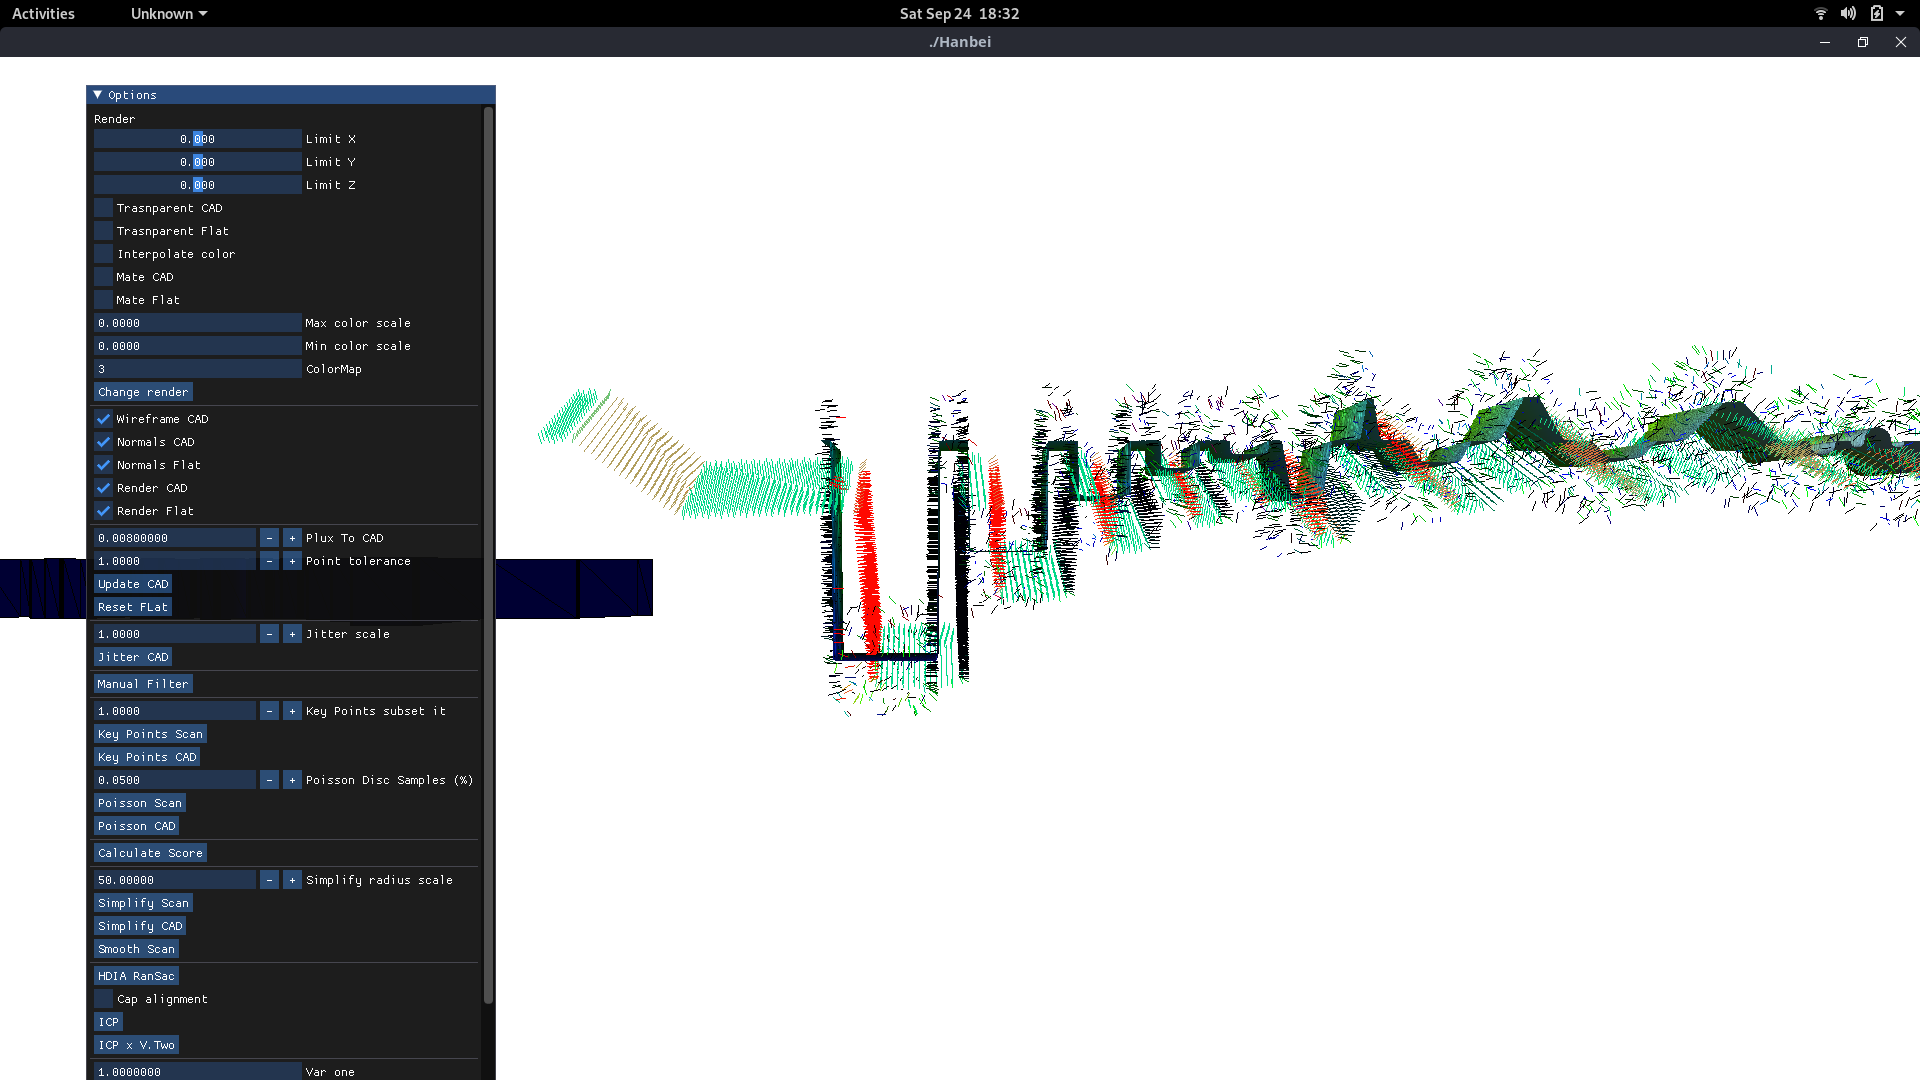 Activities
Unknown
Sat Sep 24 18:32
./Hanbei
Options
Render
0.000 Limit X
0.000 Limit Y
0.000 Limit Z
Trasnparent CAD
Trasnparent Flat
Interpolate color
Mate CAD
Mate Flat
0.0000 Max color scale
0.0000 Min color scale
3 ColorMap
Change render
Wireframe CAD
Normals CAD
Normals Flat
Render CAD
Render Flat
0.00800000 - + Plux To CAD
1.0000 - + Point tolerance
Update CAD
Reset FLat
1.0000 - + Jitter scale
Jitter CAD
Manual Filter
1.0000 - + Key Points subset it
Key Points Scan
Key Points CAD
0.0500 - + Poisson Disc Samples (%)
Poisson Scan
Poisson CAD
Calculate Score
50.00000 - + Simplify radius scale
Simplify Scan
Simplify CAD
Smooth Scan
HDIA RanSac
Cap alignment
ICP
ICP x V.Two
1.0000000 Var one